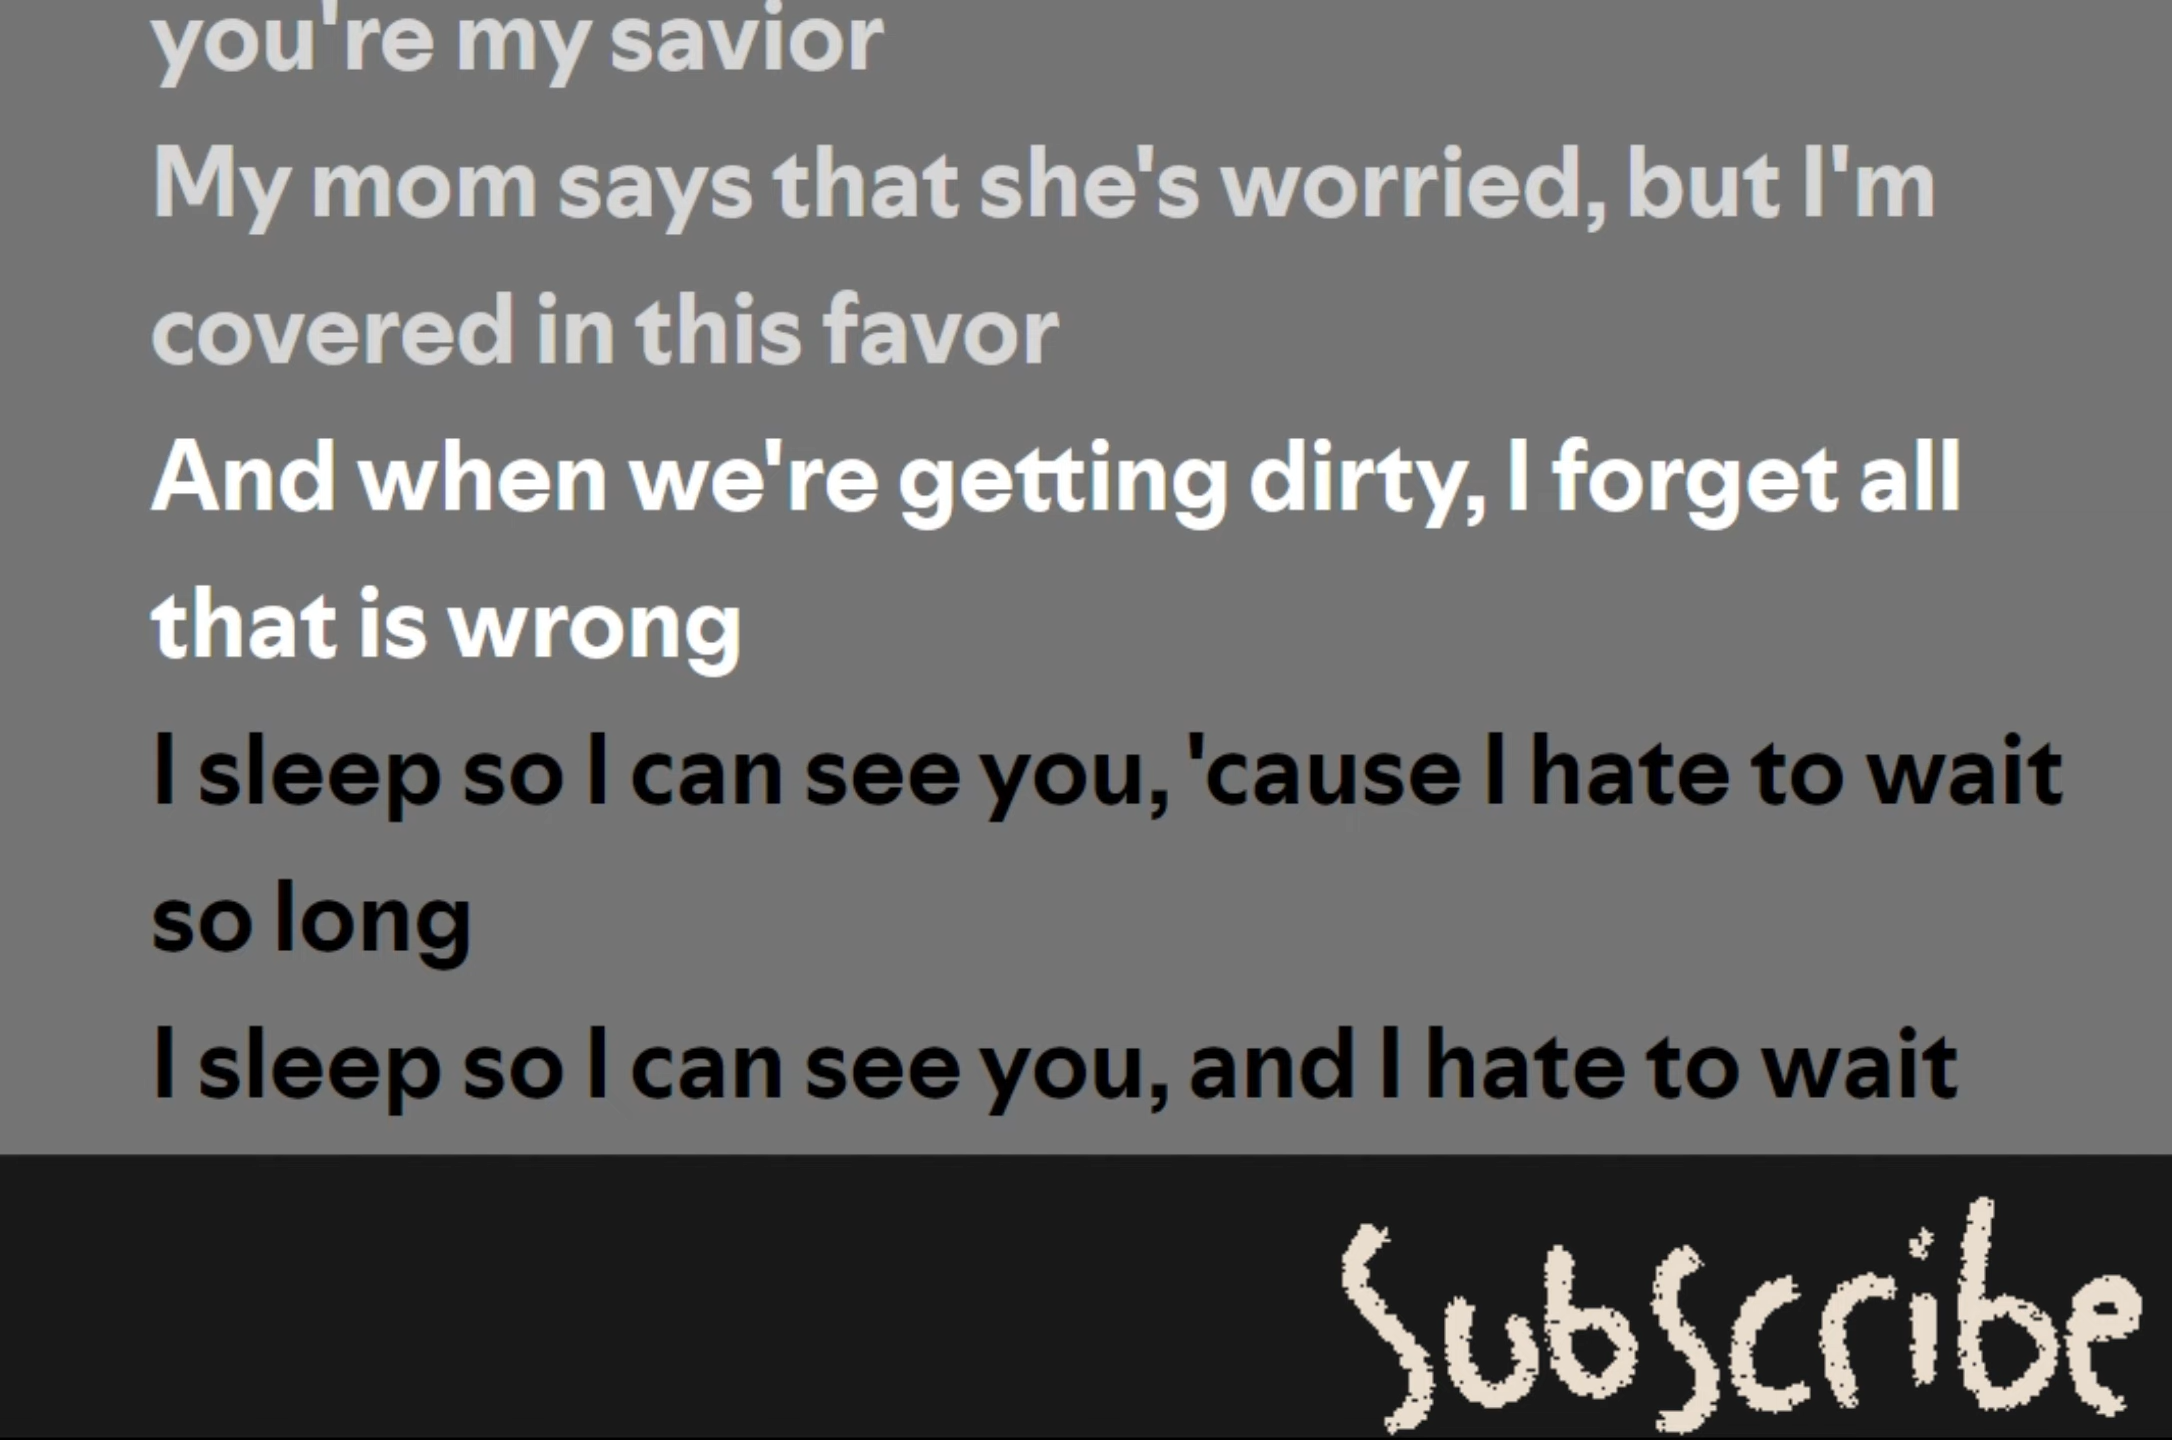 you're my savior
My mom says that she's worried, but I'm
covered in this favor
And when we're getting dirty, I forget all
that is wrong
I sleep so I can see you, 'cause I hate to wait
so long
I sleep so I can see you, and I hate to wait
Subscribe